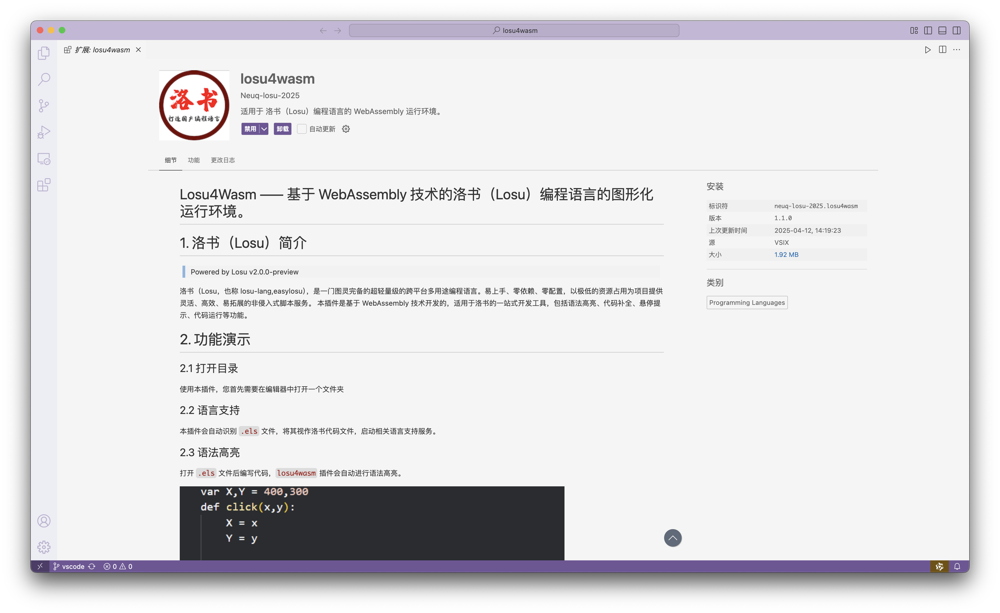 losu4wasm
扩展: losu4wasm
洛书
打造国产编程语言
losu4wasm
Neuq-losu-2025
适用于 洛书（Losu）编程语言的 WebAssembly 运行环境。
禁用 卸载 自动更新
细节 功能 更改日志
Losu4Wasm —— 基于 WebAssembly 技术的洛书（Losu）编程语言的图形化
运行环境。
1. 洛书（Losu）简介
Powered by Losu v2.0.0-preview
洛书（Losu，也称 losu-lang,easylosu），是一门图灵完备的超轻量级的跨平台多用途编程语言。易上手、零依赖、零配置，以极低的资源占用为项目提供
灵活、高效、易拓展的非侵入式脚本服务。 本插件是基于 WebAssembly 技术开发的，适用于洛书的一站式开发工具，包括语法高亮、代码补全、悬停提
示、代码运行等功能。
2. 功能演示
2.1 打开目录
使用本插件，您首先需要在编辑器中打开一个文件夹
2.2 语言支持
本插件会自动识别 .els 文件，将其视作洛书代码文件，启动相关语言支持服务。
2.3 语法高亮
打开 .els 文件后编写代码， losu4wasm 插件会自动进行语法高亮。
var X,Y = 400,300
def click(x,y):
X = x
Y = y
安装
标识符 neuq-losu-2025.losu4wasm
版本 1.1.0
上次更新时间 2025-04-12, 14:19:23
源 VSIX
大小 1.92 MB
类别
Programming Languages
vscode 0 0